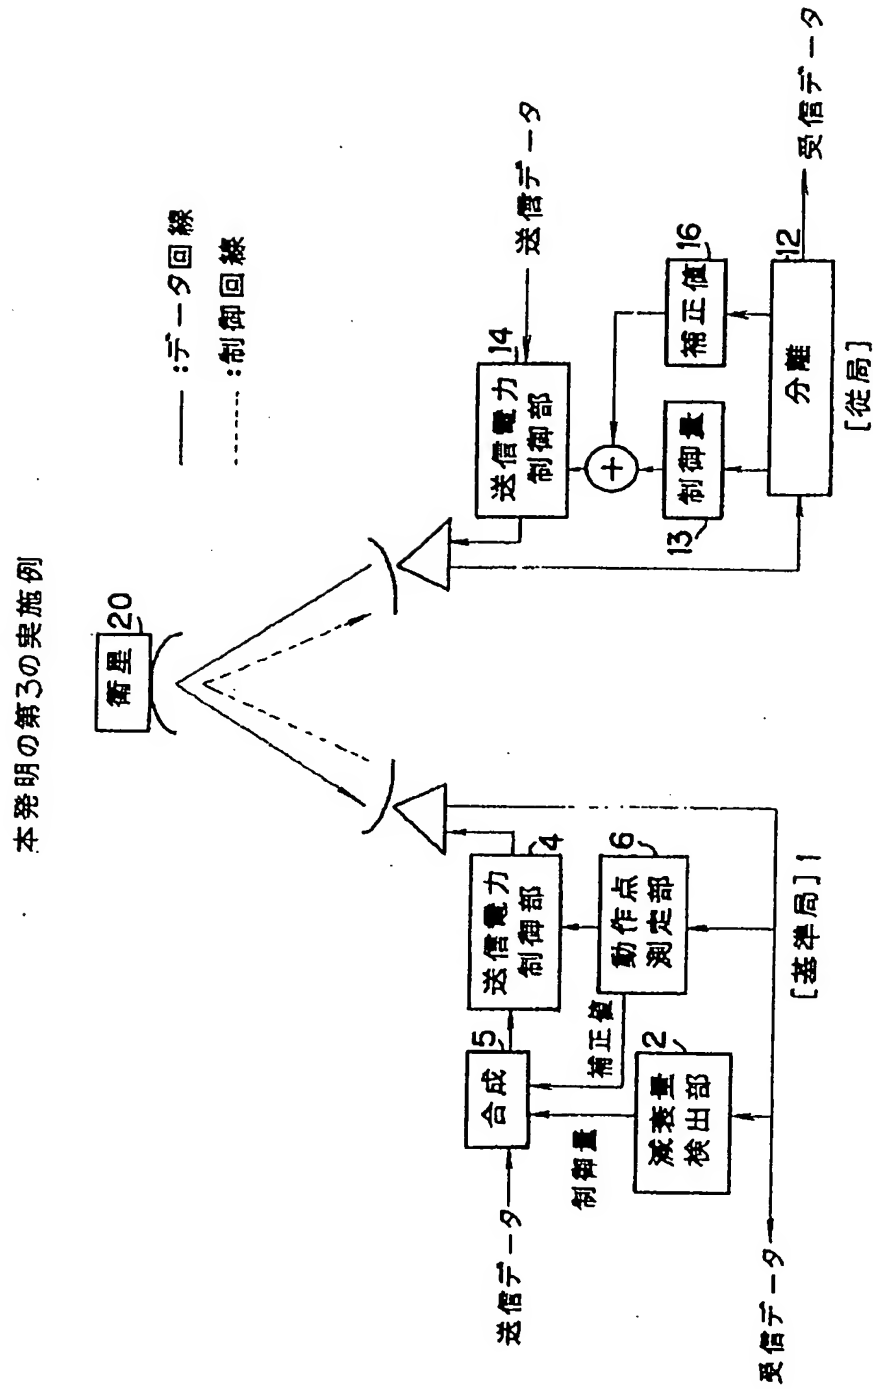 本発明の第3の実施例
衛星
20
——:データ回線
-----:制御回線
送信データ
合成
5
送信電力
制御部
4
制御量
補正値
減衰量
検出部
2
動作点
測定部
6
受信データ
[基準局]1
送信電力
制御部
14
送信データ
+
制御量
13
補正値
16
分離
12
受信データ
[従局]